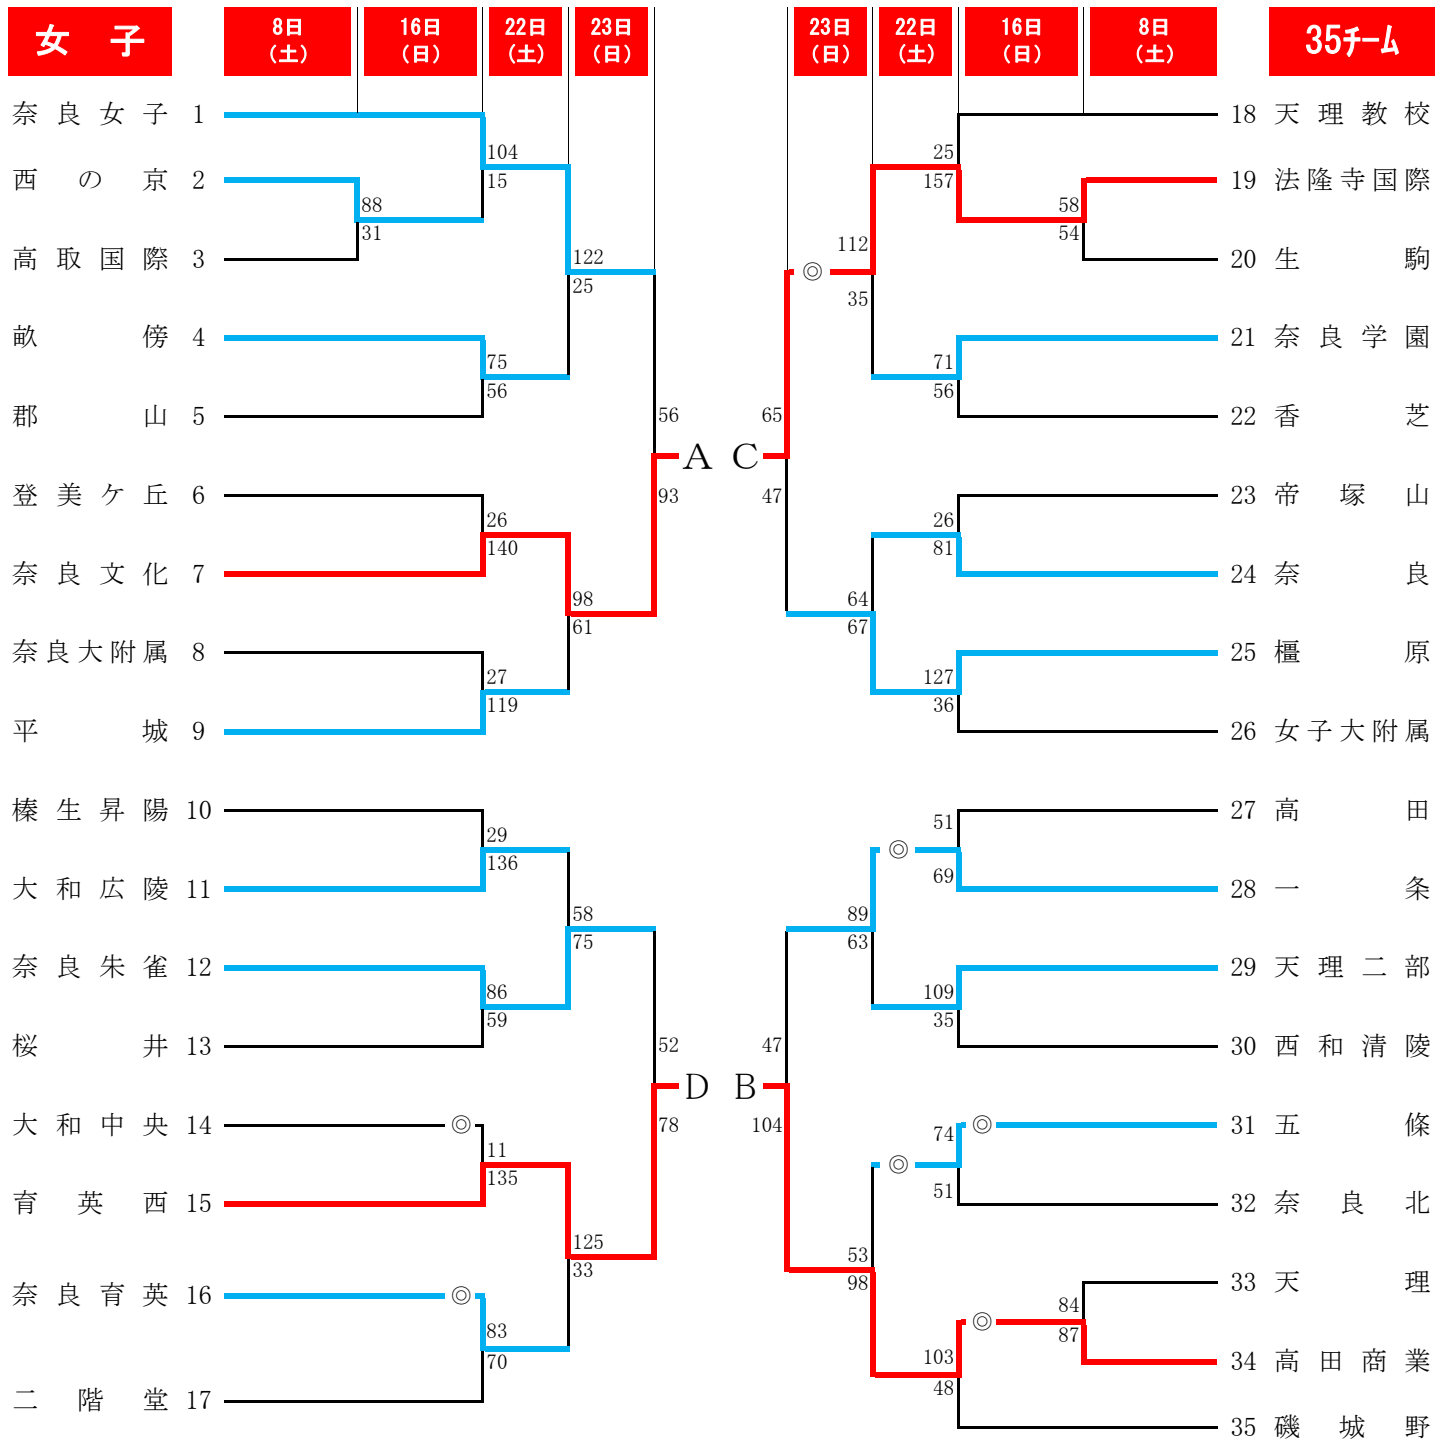 女子
8日
(土)
16日
(日)
22日
(土)
23日
(日)
23日
(日)
22日
(土)
16日
(日)
8日
(土)
35ﾁｰﾑ
奈良女子 1
西の京 2
高取国際 3
畝傍 4
郡山 5
登美ケ丘 6
奈良文化 7
奈良大附属 8
平城 9
榛生昇陽 10
大和広陵 11
奈良朱雀 12
桜井 13
大和中央 14
育英西 15
奈良育英 16
二階堂 17
88
31
104
15
75
56
26
140
27
119
29
136
86
59
◎
11
135
◎
83
70
122
25
98
61
58
75
125
33
56
93
52
78
A C
D B
65
47
47
104
◎
112
35
64
67
89
63
53
98
25
157
71
56
26
81
127
36
◎
51
69
109
35
◎
◎
74
51
◎
103
48
58
54
84
87
18 天理教校
19 法隆寺国際
20 生駒
21 奈良学園
22 香芝
23 帝塚山
24 奈良
25 橿原
26 女子大附属
27 高田
28 一条
29 天理二部
30 西和清陵
31 五條
32 奈良北
33 天理
34 高田商業
35 磯城野